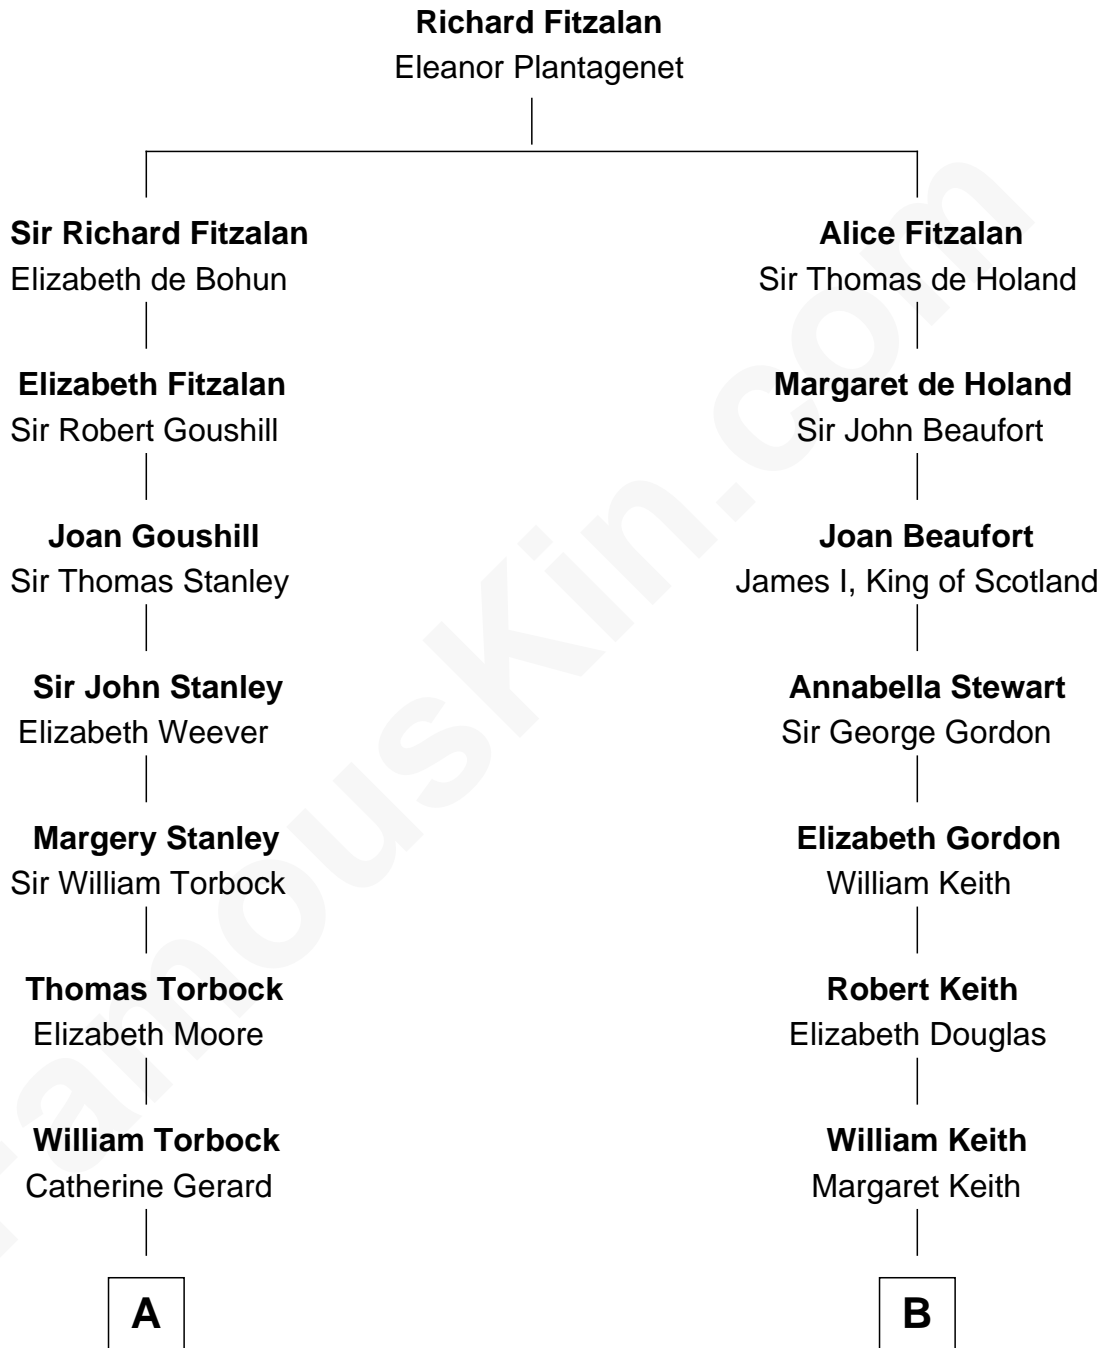 Richard Fitzalan
Eleanor Plantagenet
Sir Richard Fitzalan
Elizabeth de Bohun
Elizabeth Fitzalan
Sir Robert Goushill
Joan Goushill
Sir Thomas Stanley
Sir John Stanley
Elizabeth Weever
Margery Stanley
Sir William Torbock
Thomas Torbock
Elizabeth Moore
William Torbock
Catherine Gerard
A
Alice Fitzalan
Sir Thomas de Holand
Margaret de Holand
Sir John Beaufort
Joan Beaufort
James I, King of Scotland
Annabella Stewart
Sir George Gordon
Elizabeth Gordon
William Keith
Robert Keith
Elizabeth Douglas
William Keith
Margaret Keith
B
FamousKin.com